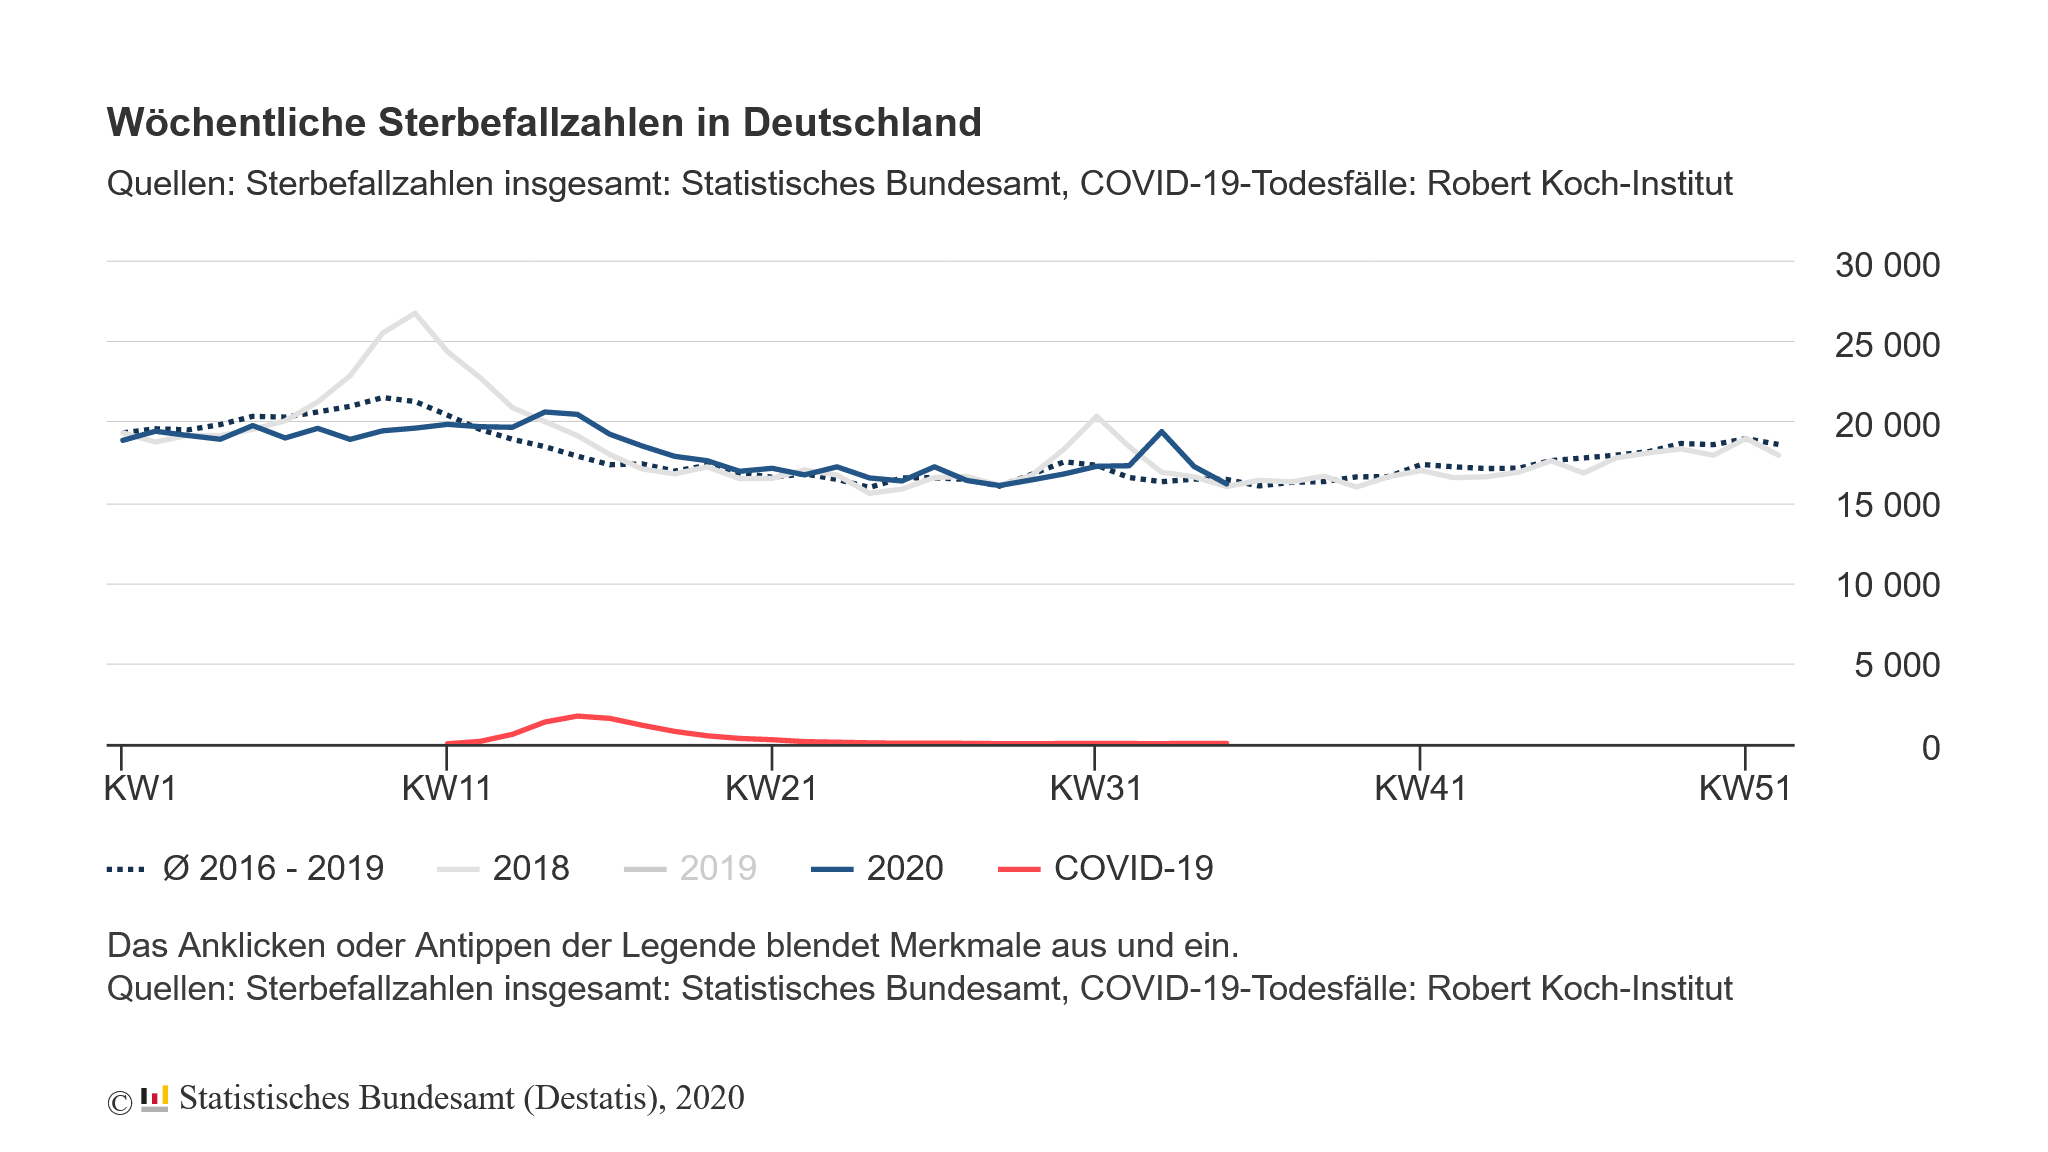 Wöchentliche Sterbefallzahlen in Deutschland
Quellen: Sterbefallzahlen insgesamt: Statistisches Bundesamt, COVID-19-Todesfälle: Robert Koch-Institut
30 000
25 000
20 000
15 000
10 000
5 000
0
KW1 KW11 KW21 KW31 KW41 KW51
Ø 2016 - 2019 2018 2019 2020 COVID-19
Das Anklicken oder Antippen der Legende blendet Merkmale aus und ein.
Quellen: Sterbefallzahlen insgesamt: Statistisches Bundesamt, COVID-19-Todesfälle: Robert Koch-Institut
© Statistisches Bundesamt (Destatis), 2020